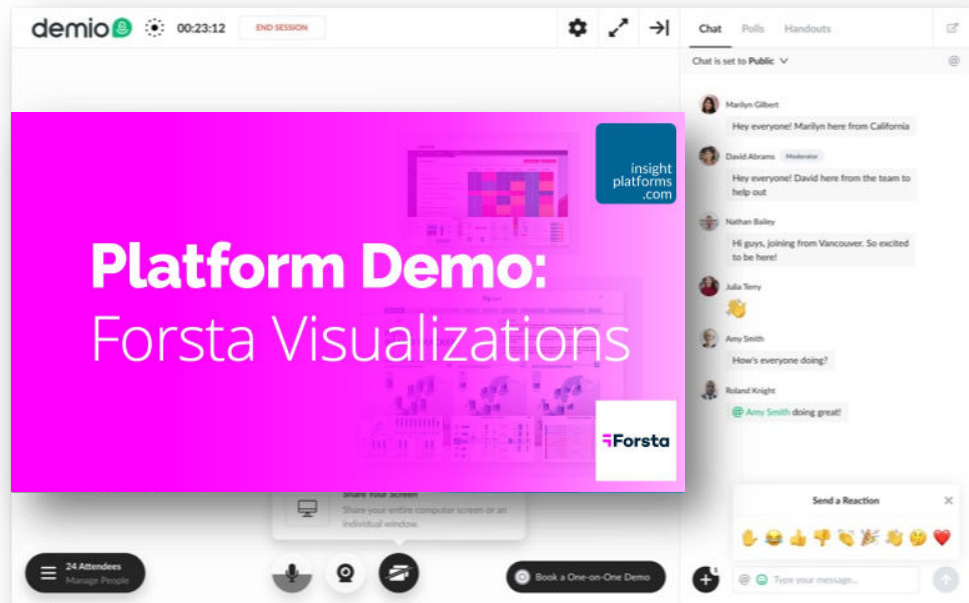 demio
00:23:12
END SESSION
Chat
Polls
Handouts
Chat is set to Public
@
Marilyn Gilbert
Hey everyone! Marilyn here from California
David Abrams
Moderator
Hey everyone! David here from the team to
help out
Nathan Bailey
Hi guys, joining from Vancouver. So excited
to be here!
Julia Terry
Amy Smith
How's everyone doing?
Roland Knight
@ Amy Smith doing great!
insight
platforms
.com
Platform Demo:
Forsta Visualizations
Forsta
Share Your Screen
Share your entire computer screen or as
individual window.
24 Attendees
Manage People
Book a One-on-One Demo
Send a Reaction
1
@
Type your message...